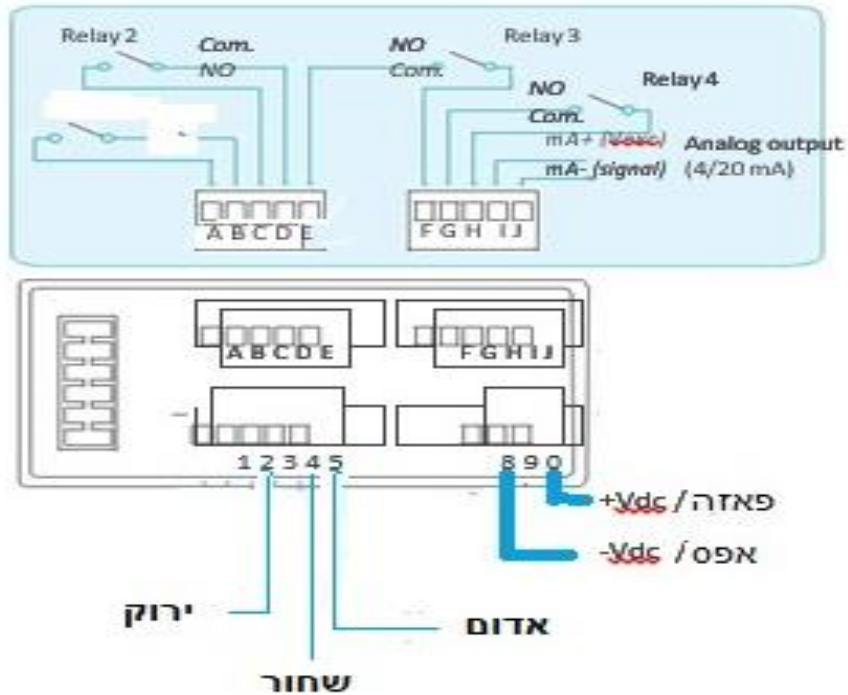 Relay 2
Com.
NO
NO
Com.
Relay 3
NO
Com.
Relay 4
mA+ (Vosc)
mA- (signal)
Analog output
(4/20 mA)
A B C D E
F G H I J
A B C D E
F G H I J
1 2 3 4 5
8 9 0
+Vdc / פאזה
-Vdc / אפס
ירוק
אדום
שחור